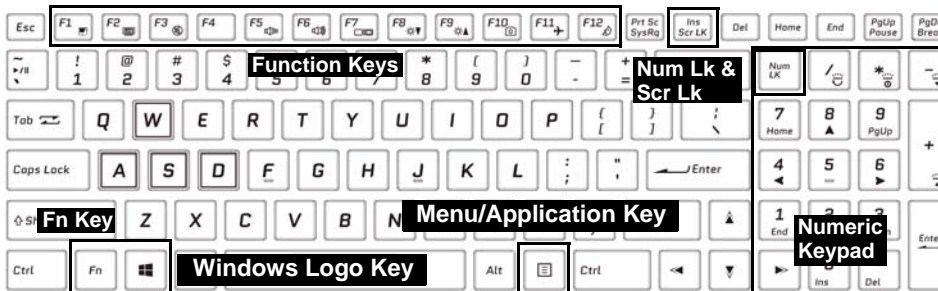 Esc F1 F2 F3 F4 F5 F6 F7 F8 F9 F10 F11 F12 Prt Sc Ins Del Home End PgUp
SysRq Scr LK Pause
Function Keys
Num Lk &
Scr Lk
~ ! @ # $ * ( ) - + Num / * -
` 1 2 3 4 5 6 7 8 9 0 = LK
Tab Q W E R T Y U I O P { } | 7 8 9
[ ] \ Home PgUp
+
Caps Lock A S D F G H J K L : " Enter 4 5 6
; '
Fn Key
Z X C V B N 1
End
Menu/Application Key
Numeric
Keypad
Ctrl Fn Alt Ctrl
Ins Del
Windows Logo Key